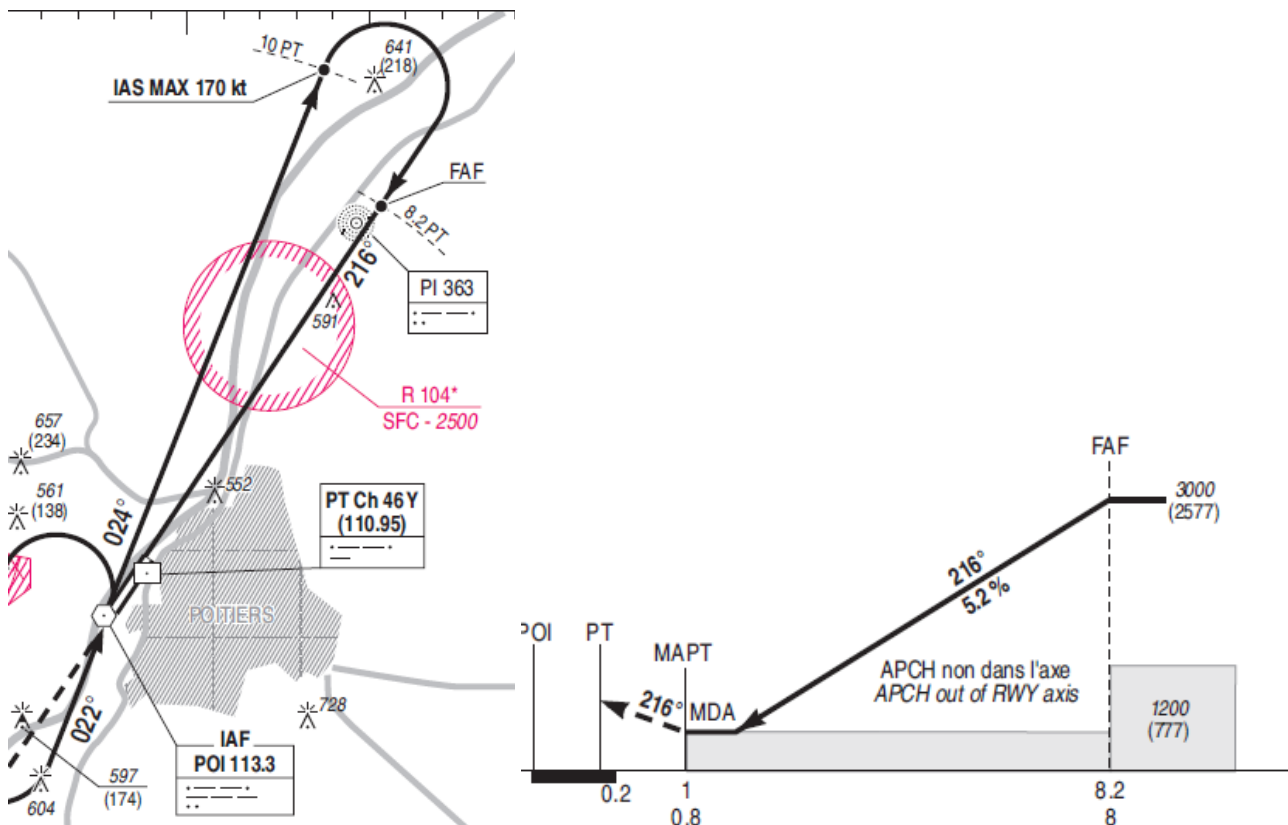 10 PT
641
(218)
IAS MAX 170 kt
FAF
8.2 PT
216°
PI 363
591
R 104*
SFC - 2500
657
(234)
561
(138)
024°
552
PT Ch 46 Y
(110.95)
POITIERS
022°
728
IAF
POI 113.3
597
(174)
604
FAF
3000
(2577)
216°
5.2 %
POI
PT
MAPT
216°
MDA
APCH non dans l'axe
APCH out of RWY axis
1200
(777)
0.2
1
8.2
0.8
8